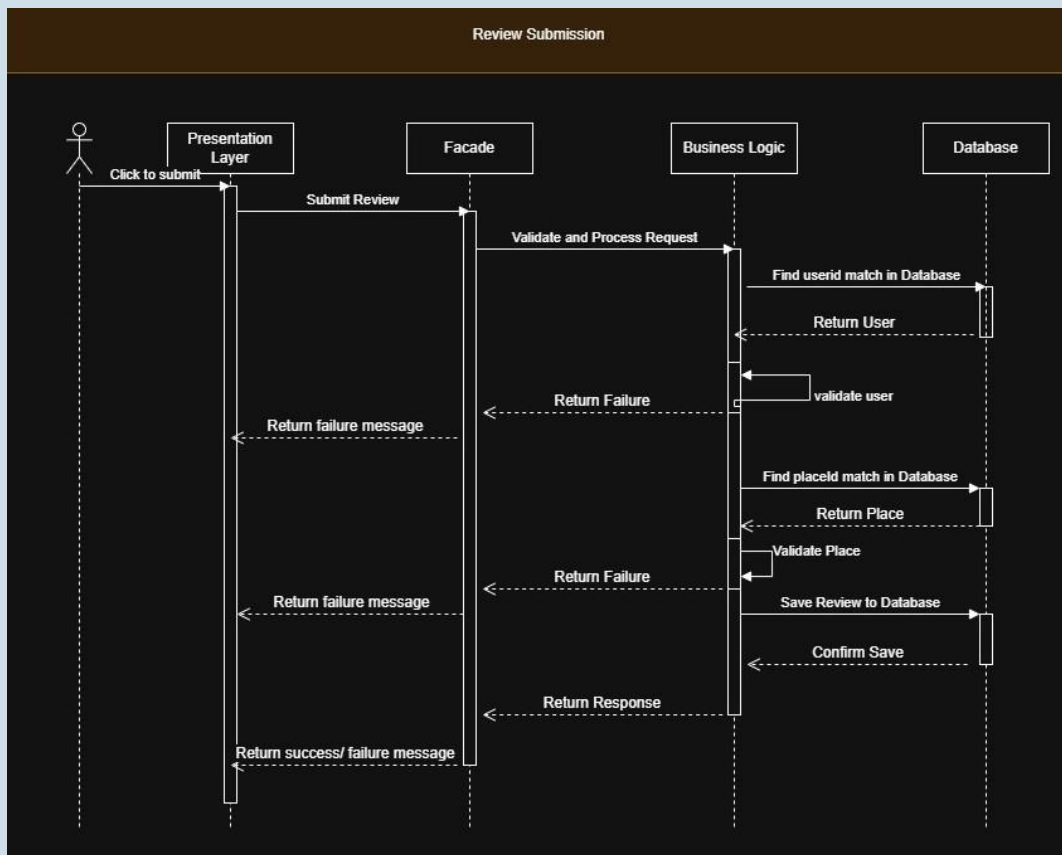 Review Submission
Presentation
Layer
Facade
Business Logic
Database
Click to submit
Submit Review
Validate and Process Request
Find userid match in Database
Return User
validate user
Return Failure
Return failure message
Find placeId match in Database
Return Place
Validate Place
Return Failure
Return failure message
Save Review to Database
Confirm Save
Return Response
Return success/ failure message